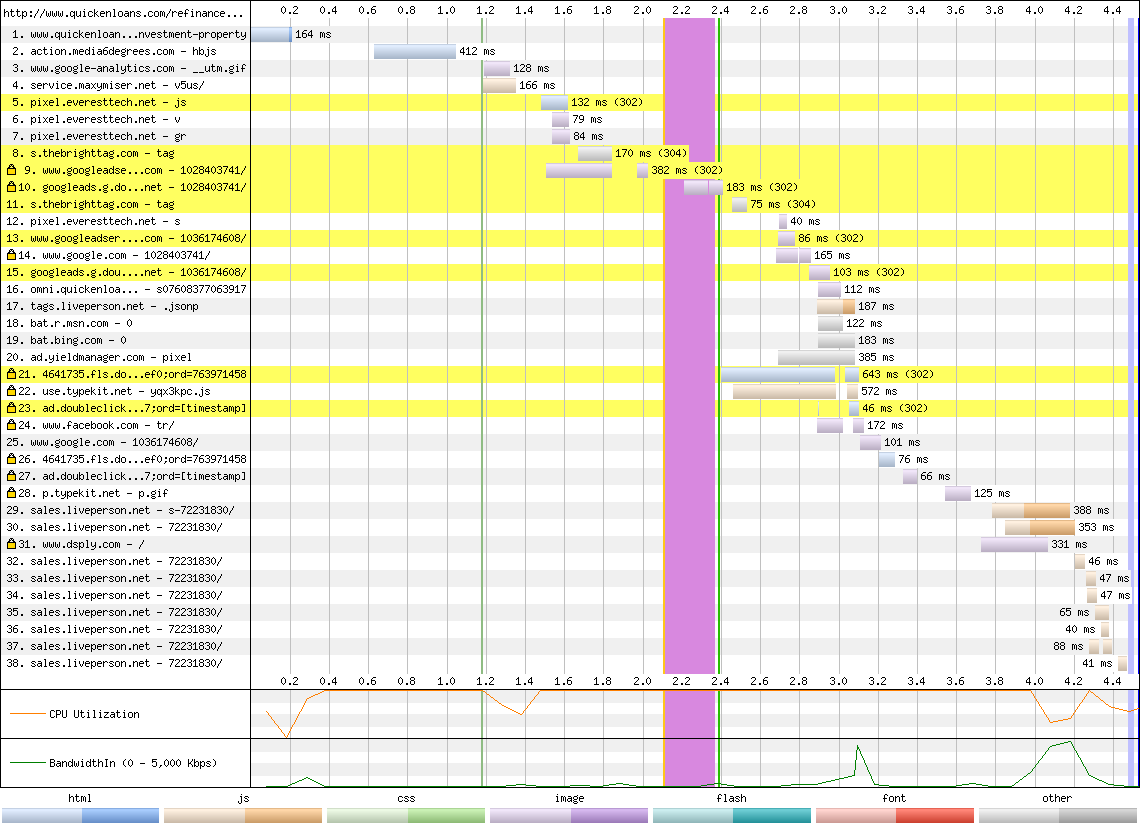 http://www.quickenloans.com/refinance... 0.2 0.4 0.6 0.8 1.0 1.2 1.4 1.6 1.8 2.0 2.2 2.4 2.6 2.8 3.0 3.2 3.4 3.6 3.8 4.0 4.2 4.4
1. www.quickenloan...nvestment-property 164 ms
2. action.media6degrees.com - hbjs 412 ms
3. www.google-analytics.com - __utm.gif 128 ms
4. service.maxymiser.net - v5us/ 166 ms
5. pixel.everesttech.net - js 132 ms (302)
6. pixel.everesttech.net - v 79 ms
7. pixel.everesttech.net - gr 84 ms
8. s.thebrighttag.com - tag 170 ms (304)
9. www.googleadse...com - 1028403741/ 382 ms (302)
10. googleads.g.do...net - 1028403741/ 183 ms (302)
11. s.thebrighttag.com - tag 75 ms (304)
12. pixel.everesttech.net - s 40 ms
13. www.googleadser....com - 1036174608/ 86 ms (302)
14. www.google.com - 1028403741/ 165 ms
15. googleads.g.dou....net - 1036174608/ 103 ms (302)
16. omni.quickenloa... - s07608377063917 112 ms
17. tags.liveperson.net - .jsonp 187 ms
18. bat.r.msn.com - 0 122 ms
19. bat.bing.com - 0 183 ms
20. ad.yieldmanager.com - pixel 385 ms
21. 4641735.fls.do...ef0;ord=763971458 643 ms (302)
22. use.typekit.net - yqx3kpc.js 572 ms
23. ad.doubleclick...7;ord=[timestamp] 46 ms (302)
24. www.facebook.com - tr/ 172 ms
25. www.google.com - 1036174608/ 101 ms
26. 4641735.fls.do...ef0;ord=763971458 76 ms
27. ad.doubleclick...7;ord=[timestamp] 66 ms
28. p.typekit.net - p.gif 125 ms
29. sales.liveperson.net - s-72231830/ 388 ms
30. sales.liveperson.net - 72231830/ 353 ms
31. www.dsply.com - / 331 ms
32. sales.liveperson.net - 72231830/ 46 ms
33. sales.liveperson.net - 72231830/ 47 ms
34. sales.liveperson.net - 72231830/ 47 ms
35. sales.liveperson.net - 72231830/ 65 ms
36. sales.liveperson.net - 72231830/ 40 ms
37. sales.liveperson.net - 72231830/ 88 ms
38. sales.liveperson.net - 72231830/ 41 ms
0.2 0.4 0.6 0.8 1.0 1.2 1.4 1.6 1.8 2.0 2.2 2.4 2.6 2.8 3.0 3.2 3.4 3.6 3.8 4.0 4.2 4.4
CPU Utilization
BandwidthIn (0 - 5,000 Kbps)
html js css image flash font other